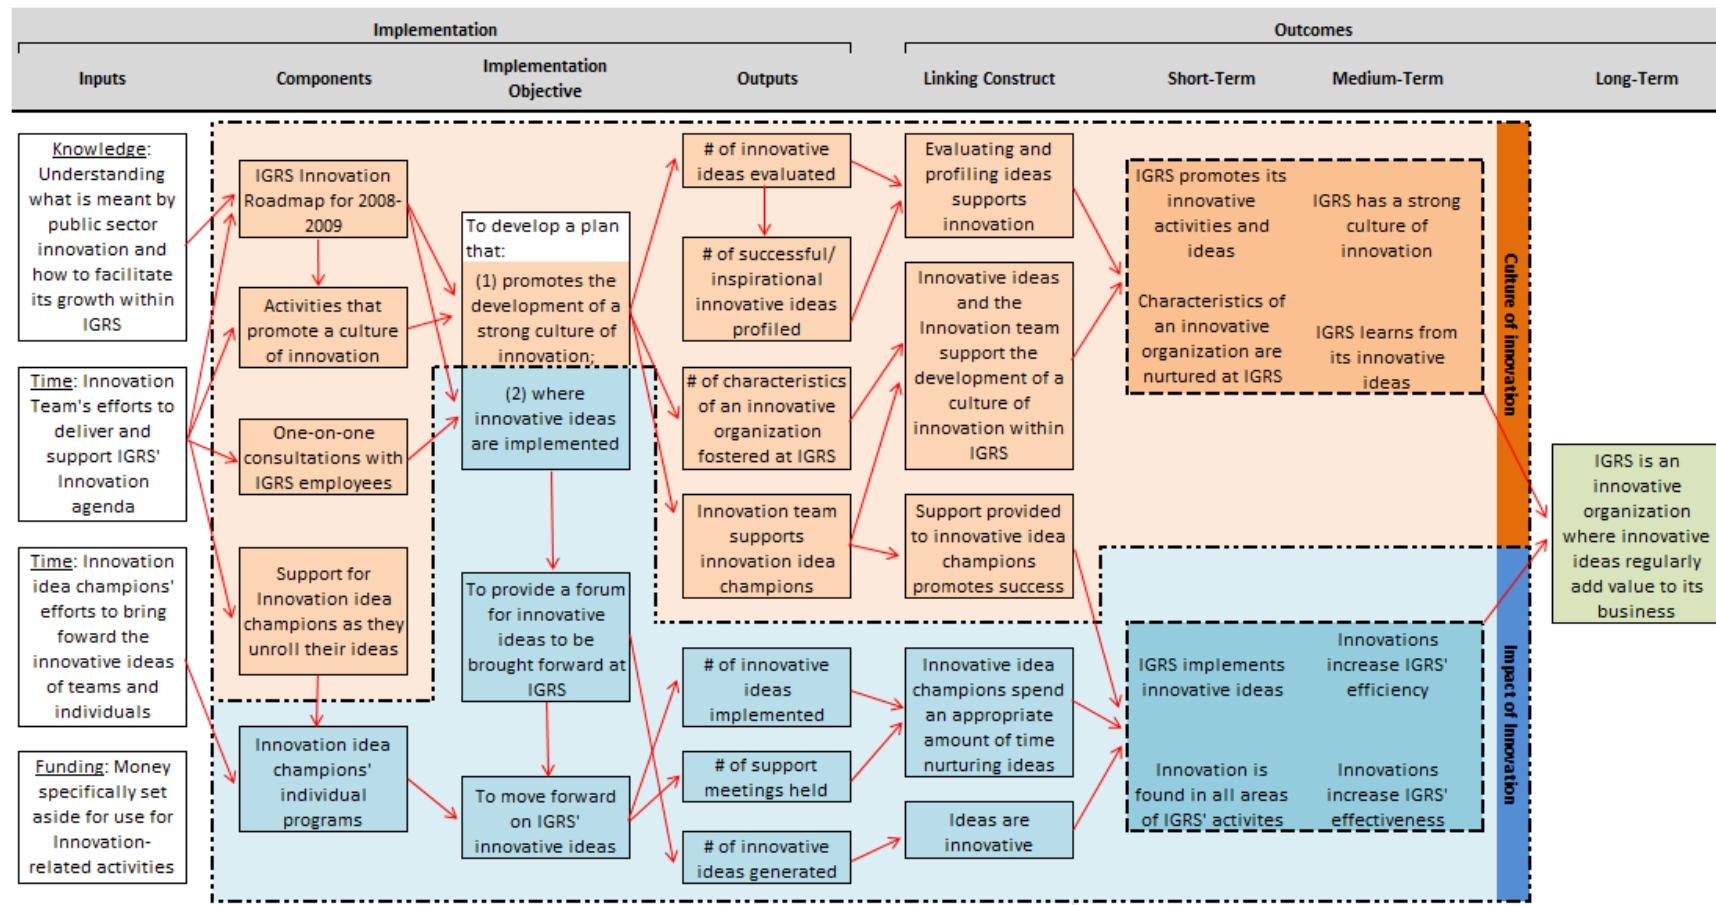 Implementation
Outcomes
Inputs
Components
Implementation
Objective
Outputs
Linking Construct
Short-Term
Medium-Term
Long-Term
Knowledge:
Understanding
what is meant by
public sector
innovation and
how to facilitate
its growth within
IGRS
Time: Innovation
Team's efforts to
deliver and
support IGRS'
Innovation
agenda
Time: Innovation
idea champions'
efforts to bring
foward the
innovative ideas
of teams and
individuals
Funding: Money
specifically set
aside for use for
Innovation-
related activities
IGRS Innovation
Roadmap for 2008-
2009
Activities that
promote a culture
of innovation
One-on-one
consultations with
IGRS employees
Support for
Innovation idea
champions as they
unroll their ideas
Innovation idea
champions'
individual
programs
To develop a plan
that:
(1) promotes the
development of a
strong culture of
innovation;
(2) where
innovative ideas
are implemented
To provide a forum
for innovative
ideas to be
brought forward at
IGRS
To move forward
on IGRS'
innovative ideas
# of innovative
ideas evaluated
# of successful/
inspirational
innovative ideas
profiled
# of characteristics
of an innovative
organization
fostered at IGRS
Innovation team
supports
innovation idea
champions
# of innovative
ideas
implemented
# of support
meetings held
# of innovative
ideas generated
Evaluating and
profiling ideas
supports
innovation
Innovative ideas
and the
Innovation team
support the
development of a
culture of
innovation within
IGRS
Support provided
to innovative idea
champions
promotes success
Innovative idea
champions spend
an appropriate
amount of time
nurturing ideas
Ideas are
innovative
IGRS promotes its
innovative
activities and
ideas
Characteristics of
an innovative
organization are
nurtured at IGRS
IGRS has a strong
culture of
innovation
IGRS learns from
its innovative
ideas
IGRS implements
innovative ideas
Innovation is
found in all areas
of IGRS' activites
Innovations
increase IGRS'
efficiency
Innovations
increase IGRS'
effectiveness
Culture of innovation
Impact of Innovation
IGRS is an
innovative
organization
where innovative
ideas regularly
add value to its
business